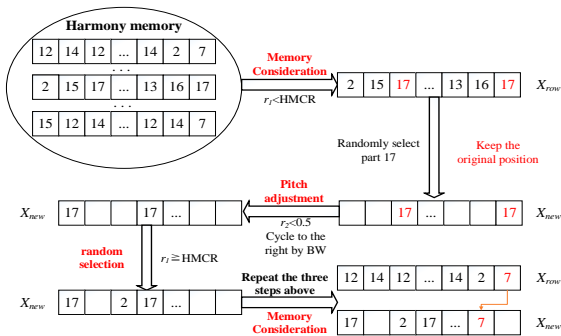 Harmony memory
12 14 12 ... 14 2 7
...
2 15 17 ... 13 16 17
...
15 12 14 ... 12 14 7
Memory
Consideration
r₁<HMCR
2 15 17 ... 13 16 17 Xrow
Randomly select
part 17
Keep the
original position
Xnew 17 17 ...
Pitch
adjustment
r₂<0.5
Cycle to the
right by BW
17 ... 17 Xnew
random
selection
r₁≧HMCR
Xnew 17 2 17 ...
Repeat the three
steps above
Memory Consideration
12 14 12 ... 14 2 7 Xrow
17 2 17 ... 7 Xnew